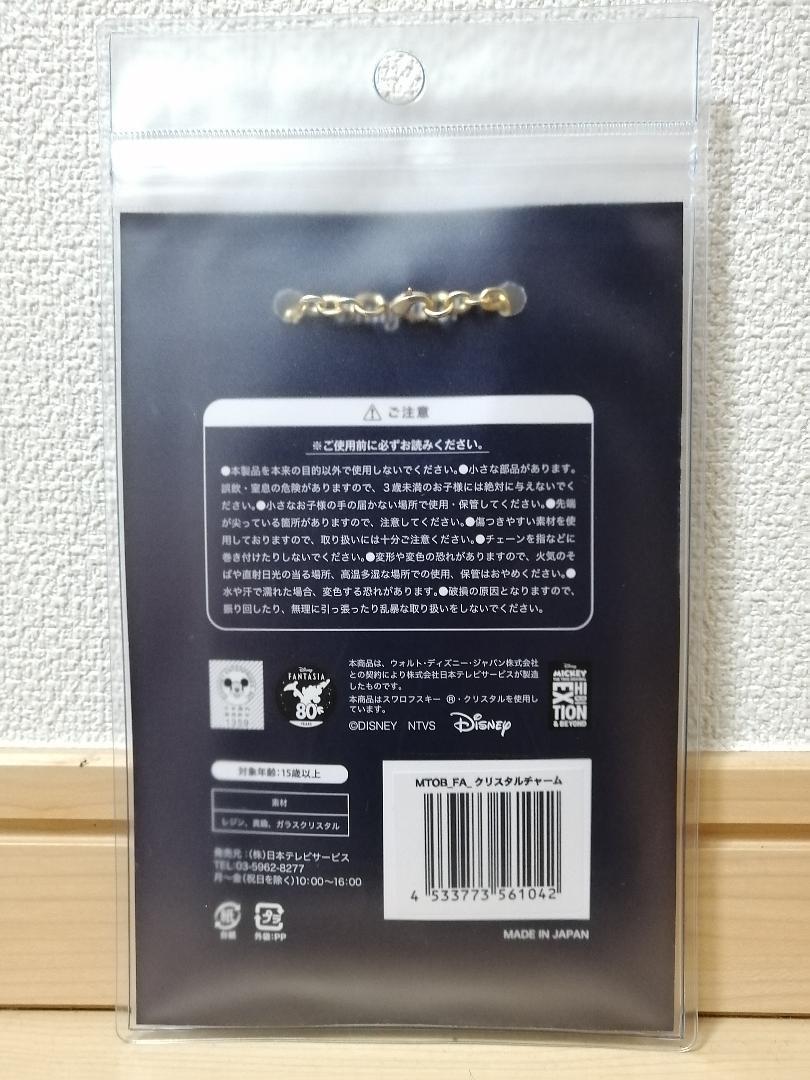 ご注意
※ご使用前に必ずお読みください。
●本製品を本来の目的以外で使用しないでください。●小さな部品があります。
誤飲・窒息の危険がありますので、３歳未満のお子様には絶対に与えないでく
ださい。●小さなお子様の手の届かない場所で使用・保管してください。●先端
が尖っている箇所がありますので、注意してください。●傷つきやすい素材を使
用しておりますので、取り扱いには十分ご注意ください。●チェーンを指などに
巻き付けたりしないでください。●変形や変色の恐れがありますので、火気のそ
ばや直射日光の当る場所、高温多湿な場所での使用、保管はおやめください。●
水や汗で濡れた場合、変色する恐れがあります。●破損の原因となりますので、
振り回したり、無理に引っ張ったり乱暴な取り扱いをしないでください。
Disney
FANTASIA
80
YEARS
本商品は、ウォルト・ディズニー・ジャパン株式会社
との契約により株式会社日本テレビサービスが製造
したものです。
本商品はスワロフスキー ®・クリスタルを使用し
ています。
©DISNEY NTVS Disney
Disney
MICKEY
EXHI
BI
TION
& BEYOND
対象年齢：15歳以上
素材
レジン、真鍮、ガラスクリスタル
発売元：(株)日本テレビサービス
TEL:03-5962-8277
月〜金(祝日を除く)10:00〜16:00
紙
台紙
プラ
外袋:PP
MTOB_FA_クリスタルチャーム
4 533773 561042
MADE IN JAPAN